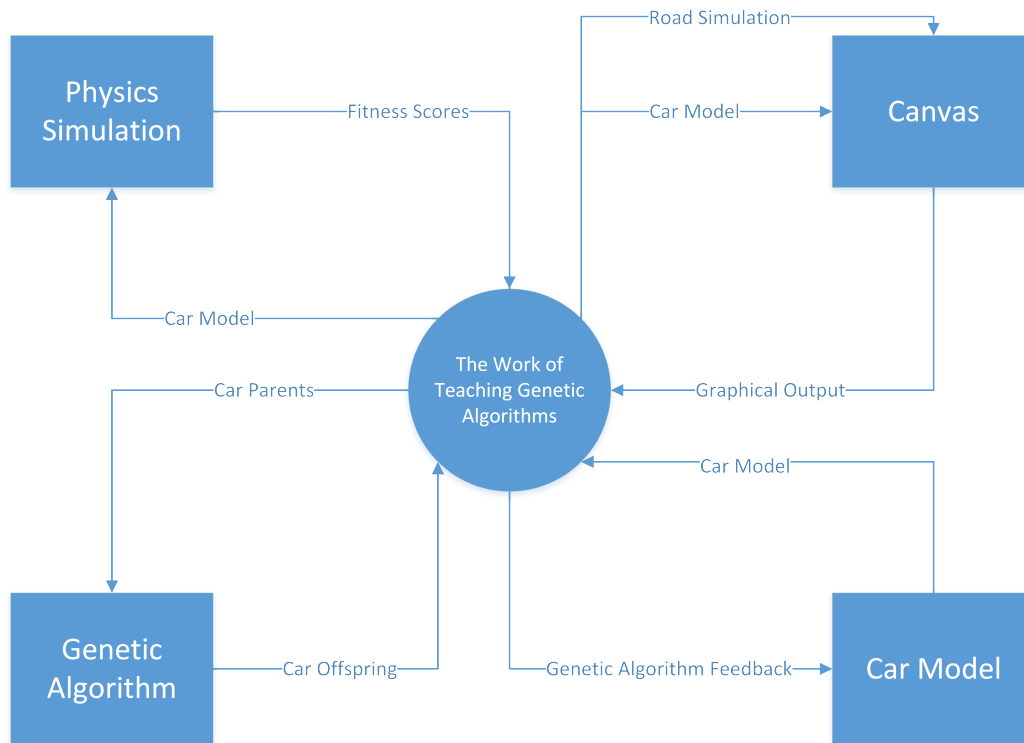 Road Simulation
Physics
Simulation
Fitness Scores
Car Model
Canvas
Car Model
The Work of
Teaching Genetic
Algorithms
Car Parents
Graphical Output
Car Model
Genetic
Algorithm
Car Offspring
Genetic Algorithm Feedback
Car Model